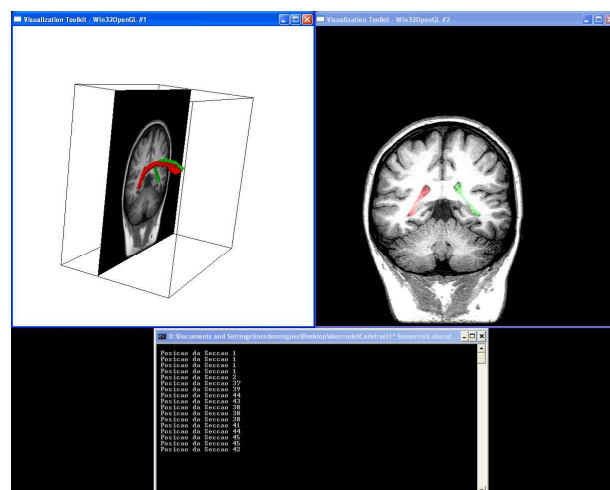 Visualization Toolkit - Win32OpenGL #1
Visualization Toolkit - Win32OpenGL #2
D:\Documents and Settings\inesdomingues\Desktop\Mestrado\Cadeiras\1º Semestre\Laborat...
Posicao da Seccao 1
Posicao da Seccao 1
Posicao da Seccao 1
Posicao da Seccao 1
Posicao da Seccao 2
Posicao da Seccao 37
Posicao da Seccao 39
Posicao da Seccao 44
Posicao da Seccao 43
Posicao da Seccao 38
Posicao da Seccao 38
Posicao da Seccao 38
Posicao da Seccao 41
Posicao da Seccao 44
Posicao da Seccao 45
Posicao da Seccao 45
Posicao da Seccao 42